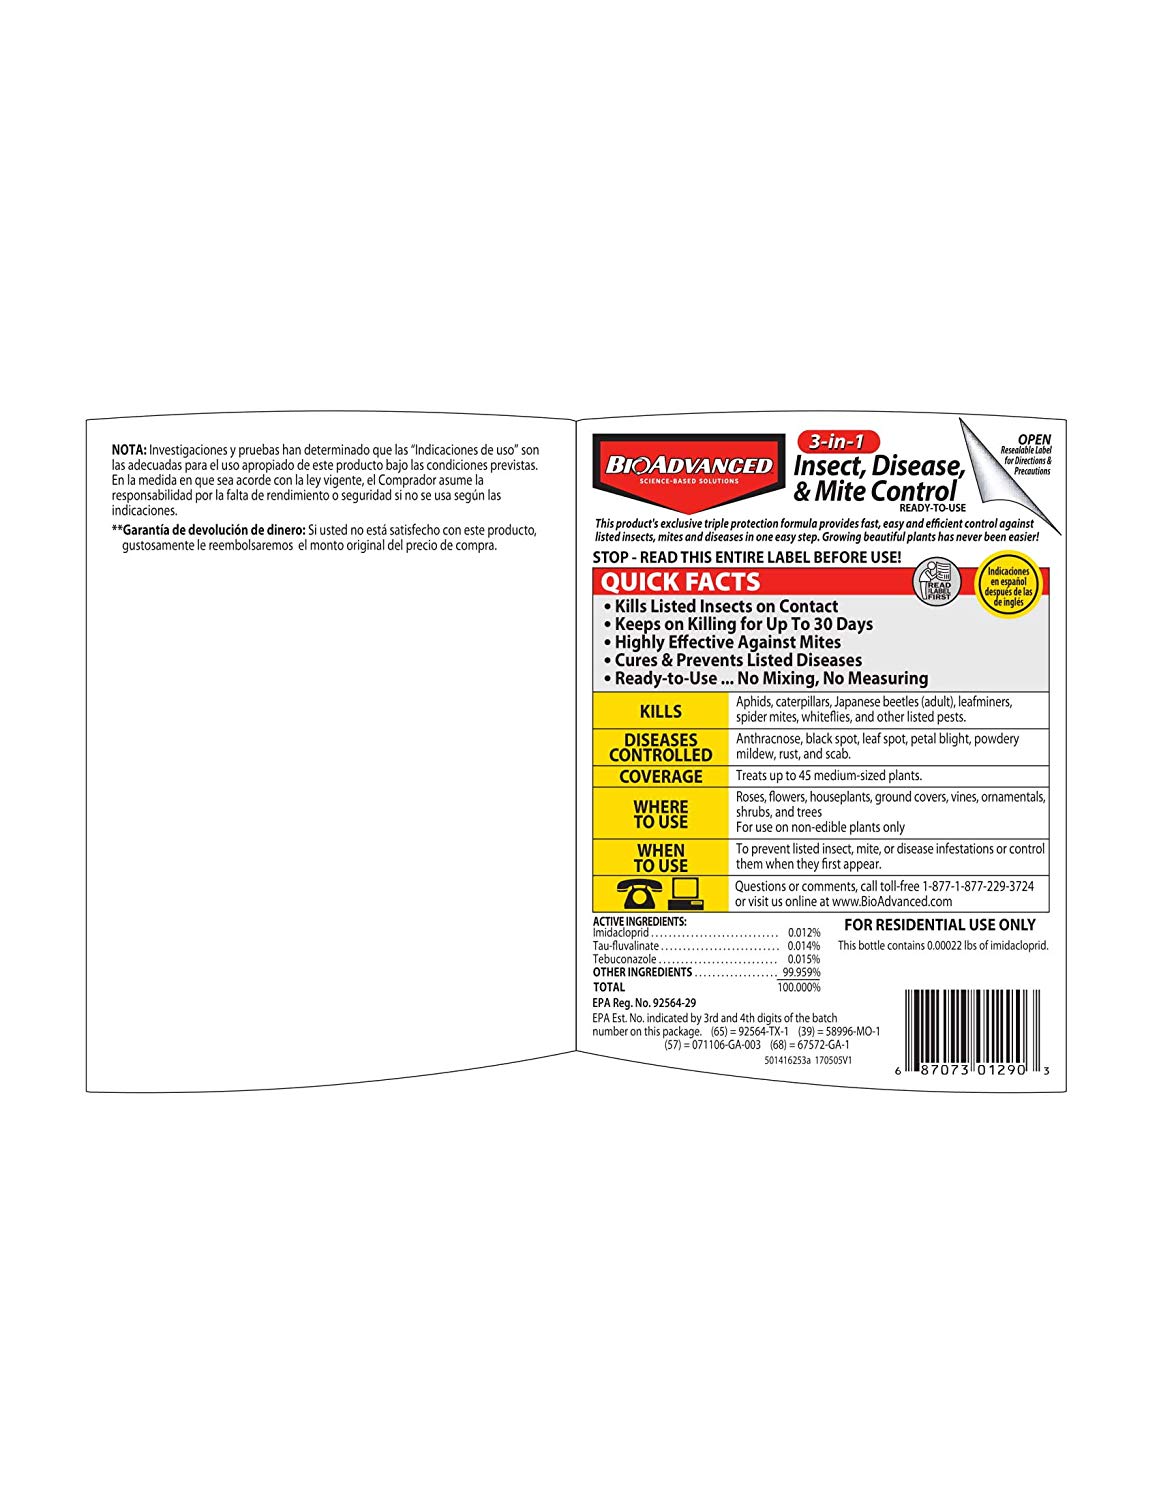 NOTA: Investigaciones y pruebas han determinado que las “Indicaciones de uso” son
las adecuadas para el uso apropiado de este producto bajo las condiciones previstas.
En la medida en que sea acorde con la ley vigente, el Comprador asume la
responsabilidad por la falta de rendimiento o seguridad si no se usa según las
indicaciones.
**Garantía de devolución de dinero: Si usted no está satisfecho con este producto,
gustosamente le reembolsaremos el monto original del precio de compra.
BIOADVANCED
SCIENCE-BASED SOLUTIONS
3-in-1
Insect, Disease,
& Mite Control
READY-TO-USE
OPEN
Resealable Label
for Directions &
Precautions
This product's exclusive triple protection formula provides fast, easy and efficient control against
listed insects, mites and diseases in one easy step. Growing beautiful plants has never been easier!
STOP - READ THIS ENTIRE LABEL BEFORE USE!
QUICK FACTS
READ
THE LABEL
FIRST
Indicaciones
en español
después de las
de inglés
• Kills Listed Insects on Contact
• Keeps on Killing for Up To 30 Days
• Highly Effective Against Mites
• Cures & Prevents Listed Diseases
• Ready-to-Use ... No Mixing, No Measuring
KILLS
Aphids, caterpillars, Japanese beetles (adult), leafminers,
spider mites, whiteflies, and other listed pests.
DISEASES
CONTROLLED
Anthracnose, black spot, leaf spot, petal blight, powdery
mildew, rust, and scab.
COVERAGE
Treats up to 45 medium-sized plants.
WHERE
TO USE
Roses, flowers, houseplants, ground covers, vines, ornamentals,
shrubs, and trees
For use on non-edible plants only
WHEN
TO USE
To prevent listed insect, mite, or disease infestations or control
them when they first appear.
Questions or comments, call toll-free 1-877-1-877-229-3724
or visit us online at www.BioAdvanced.com
ACTIVE INGREDIENTS:
Imidacloprid ............................ 0.012%
Tau-fluvalinate .......................... 0.014%
Tebuconazole .......................... 0.015%
OTHER INGREDIENTS ................... 99.959%
TOTAL 100.000%
FOR RESIDENTIAL USE ONLY
This bottle contains 0.00022 lbs of imidacloprid.
EPA Reg. No. 92564-29
EPA Est. No. indicated by 3rd and 4th digits of the batch
number on this package. (65) = 92564-TX-1 (39) = 58996-MO-1
(57) = 071106-GA-003 (68) = 67572-GA-1
501416253a 170505V1
6 87073 01290 3